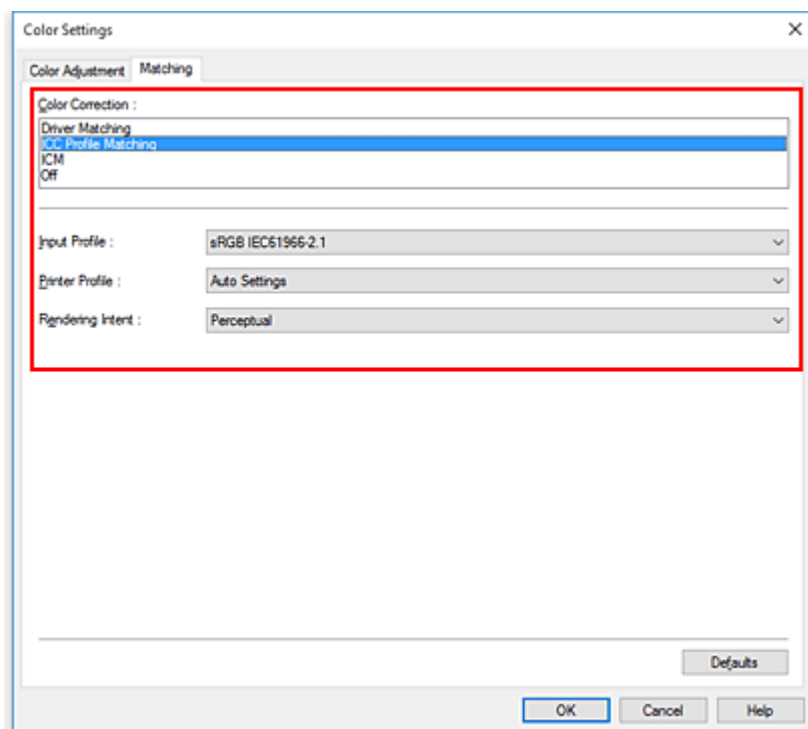 Color Settings
Color Adjustment Matching
Color Correction :
Driver Matching
ICC Profile Matching
ICM
Off
Input Profile : sRGB IEC61966-2.1
Printer Profile : Auto Settings
Rendering Intent : Perceptual
Defaults
OK Cancel Help